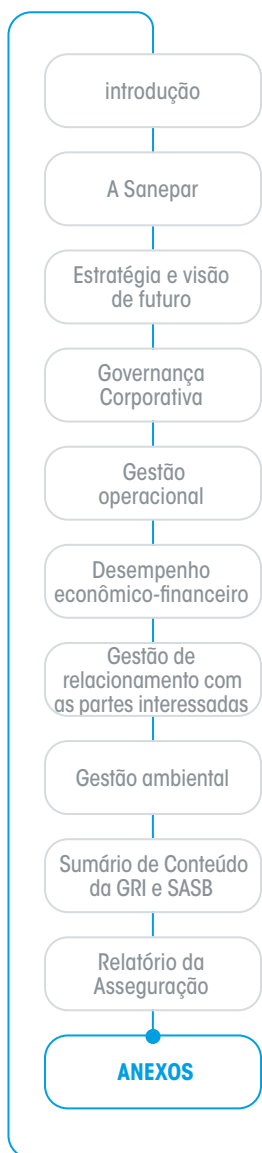 introdução
A Sanepar
Estratégia e visão
de futuro
Governança
Corporativa
Gestão
operacional
Desempenho
econômico-financeiro
Gestão de
relacionamento com
as partes interessadas
Gestão ambiental
Sumário de Conteúdo
da GRI e SASB
Relatório da
Asseguração
ANEXOS